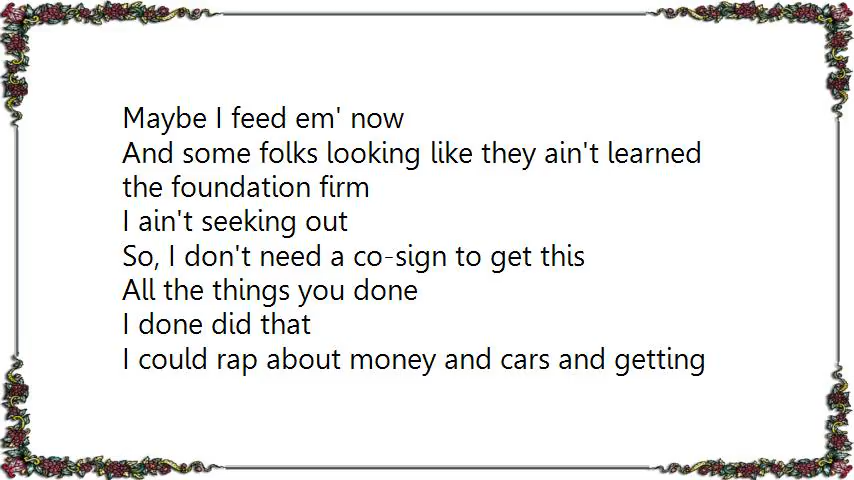 Maybe I feed em' now
And some folks looking like they ain't learned
the foundation firm
I ain't seeking out
So, I don't need a co-sign to get this
All the things you done
I done did that
I could rap about money and cars and getting